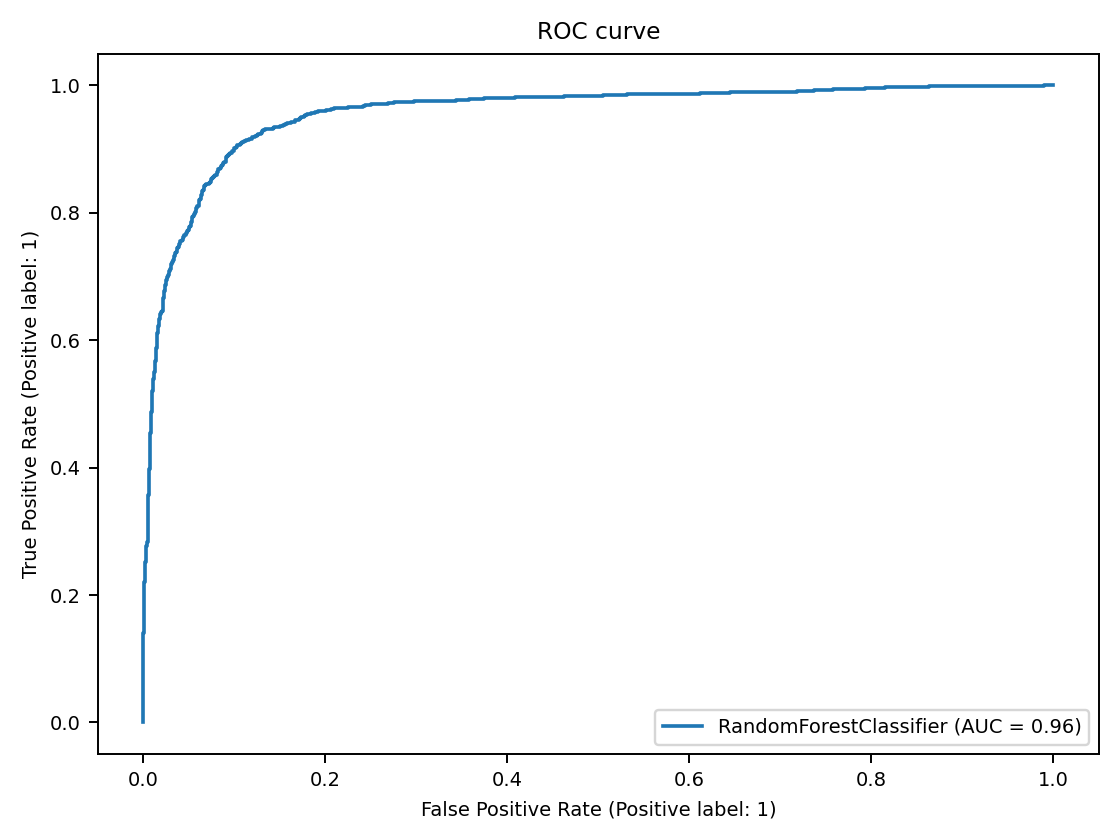 ROC curve
1.0
0.8
0.6
0.4
0.2
0.0
True Positive Rate (Positive label: 1)
RandomForestClassifier (AUC = 0.96)
0.0 0.2 0.4 0.6 0.8 1.0
False Positive Rate (Positive label: 1)